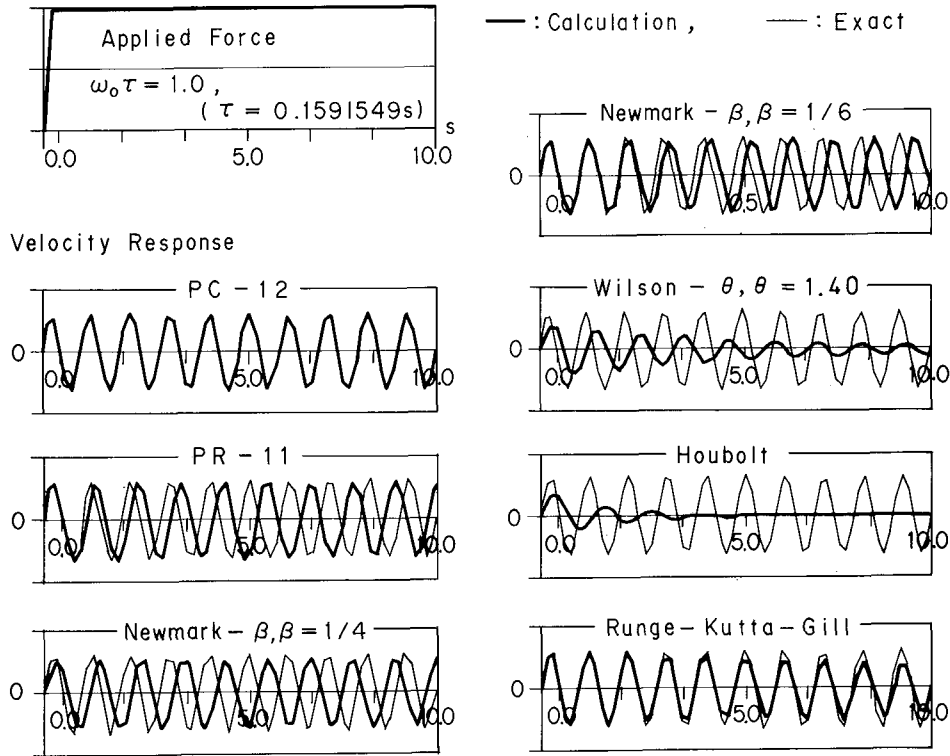 Applied Force
ω₀τ = 1.0 ,
( τ = 0.1591549s)
0.0 5.0 10.0 s
Velocity Response
PC - 12
0
0.0 5.0 10.0
PR - 11
0
0.0 5.0 10.0
Newmark - β, β = 1/4
0
0.0 5.0 10.0
: Calculation , : Exact
Newmark - β, β = 1/6
0
0.0 0.5 10.0
Wilson - θ, θ = 1.40
0
0.0 5.0 10.0
Houbolt
0
0.0 5.0 10.0
Runge-Kutta-Gill
0
0.0 5.0 10.0